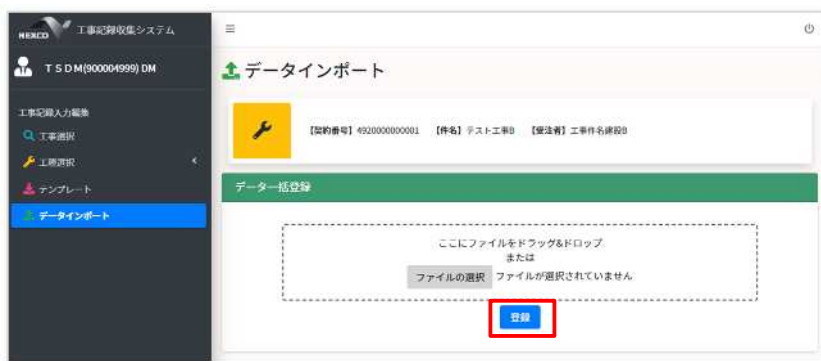 NEXCO 工事記録収集システム
TSDM(900004999) DM
工事記録入力編集
工事選択
工種選択
テンプレート
データインポート
データインポート
【契約番号】4920000000001 【件名】テスト工事B 【受注者】工事件名建設B
データ一括登録
ここにファイルをドラッグ&ドロップ
または
ファイルの選択 ファイルが選択されていません
登録